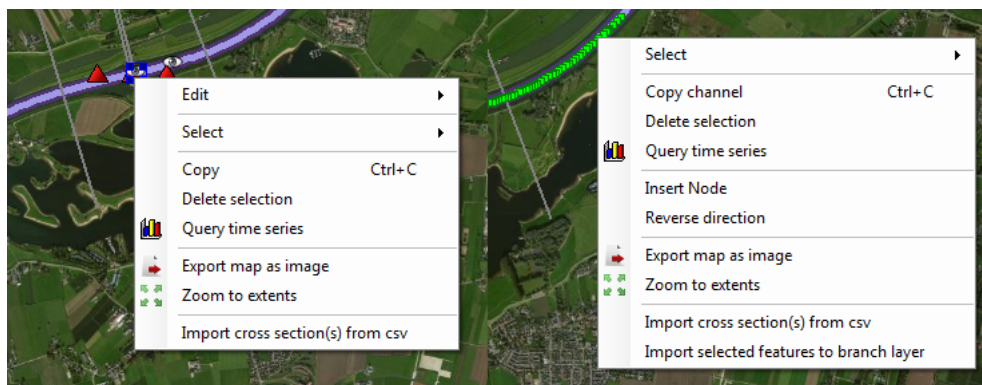 Edit
Select
Copy Ctrl+C
Delete selection
Query time series
Export map as image
Zoom to extents
Import cross section(s) from csv
Select
Copy channel Ctrl+C
Delete selection
Query time series
Insert Node
Reverse direction
Export map as image
Zoom to extents
Import cross section(s) from csv
Import selected features to branch layer